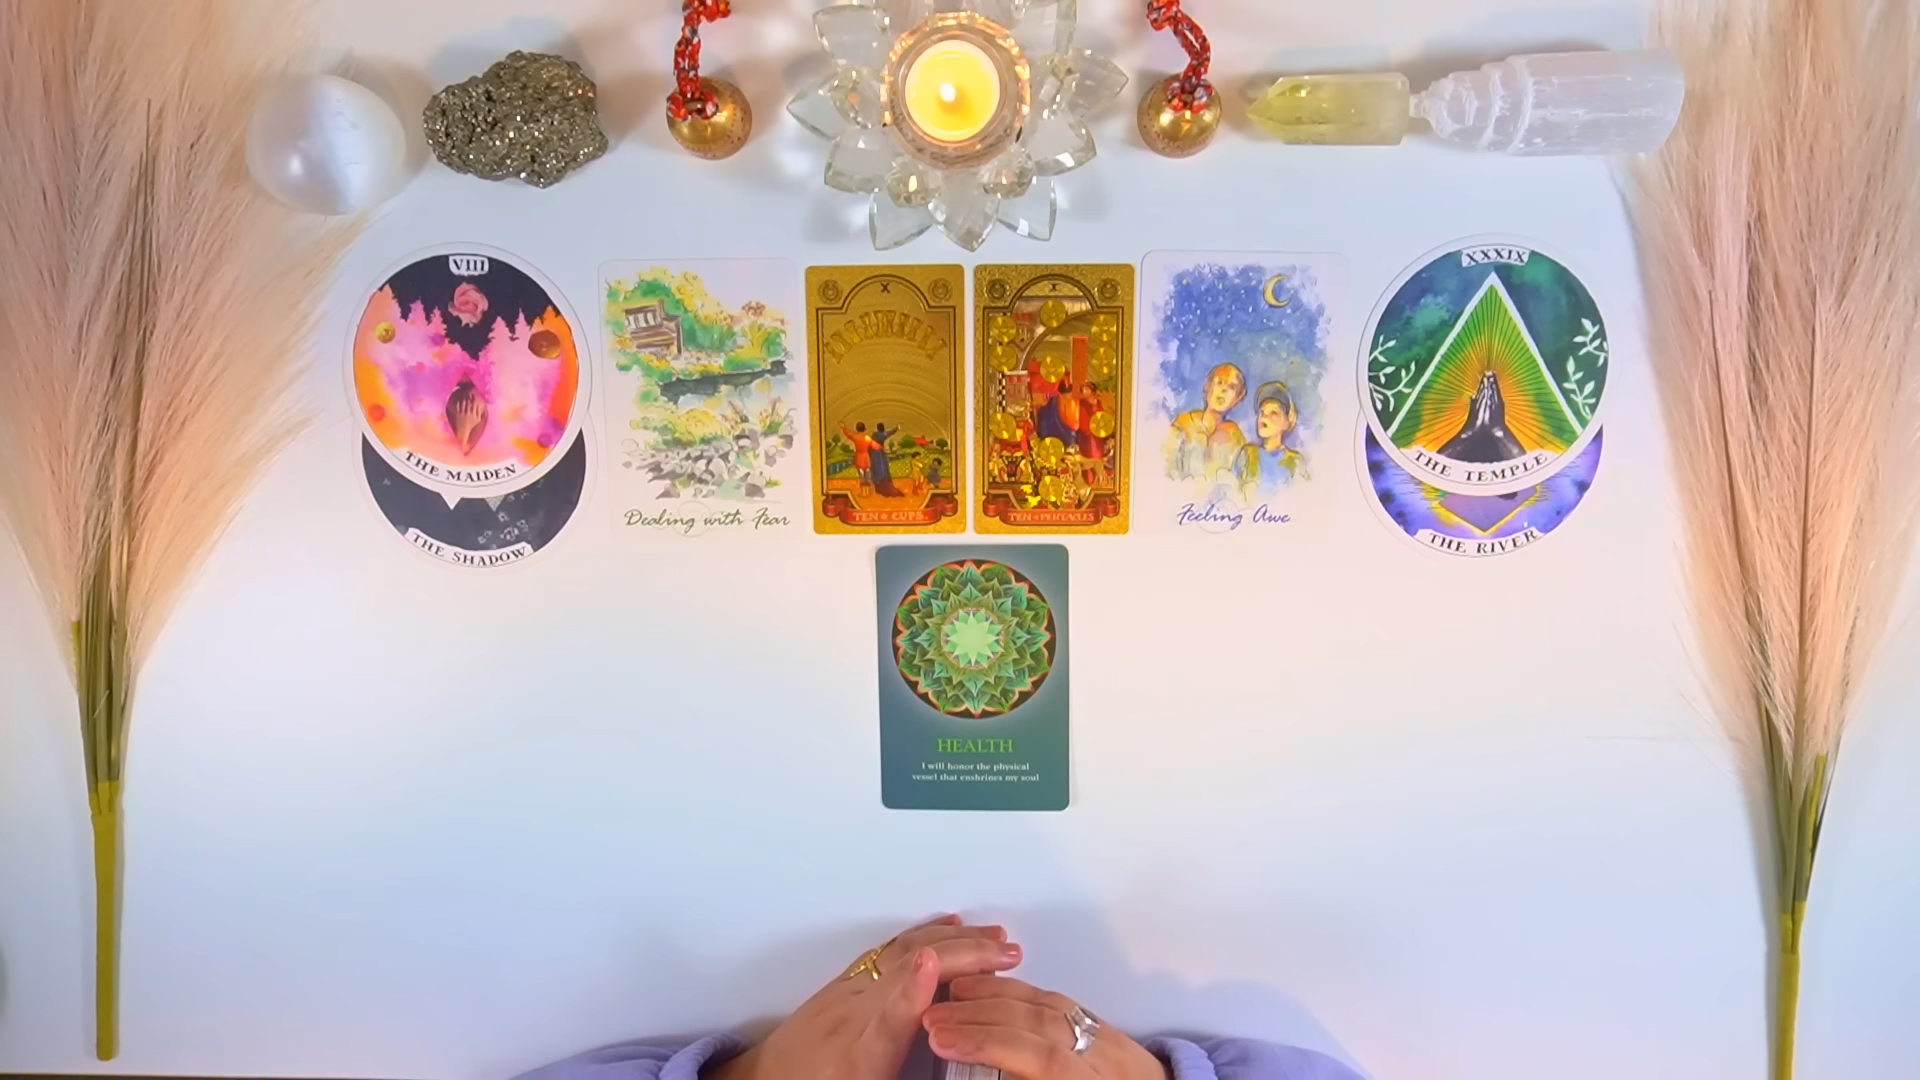 VIII
THE MAIDEN
THE SHADOW
Dealing with Fear
X
TEN of CUPS.
X
TEN of PENTACLES
Feeling Awe
XXXIX
THE TEMPLE
THE RIVER
HEALTH
I will honor the physical
vessel that enshrines my soul